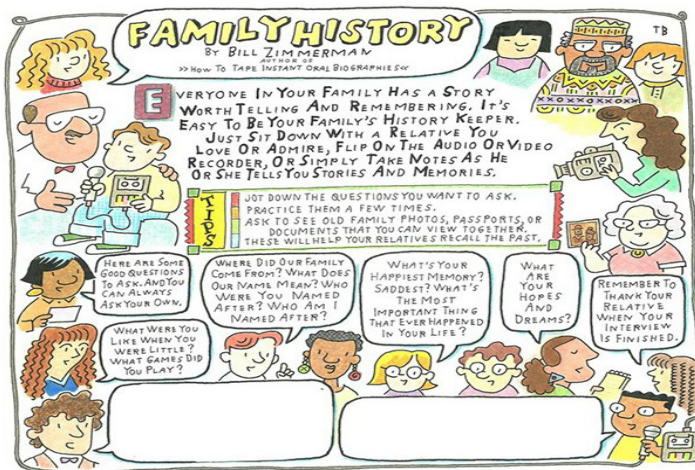 FAMILY HISTORY
BY BILL ZIMMERMAN
AUTHOR OF
>>HOW TO TAPE INSTANT ORAL BIOGRAPHIES<<
TB
EVERYONE IN YOUR FAMILY HAS A STORY
WORTH TELLING AND REMEMBERING. IT'S
EASY TO BE YOUR FAMILY'S HISTORY KEEPER.
JUST SIT DOWN WITH A RELATIVE YOU
LOVE OR ADMIRE, FLIP ON THE AUDIO OR VIDEO
RECORDER, OR SIMPLY TAKE NOTES AS HE
OR SHE TELLS YOU STORIES AND MEMORIES.
TIPS
JOT DOWN THE QUESTIONS YOU WANT TO ASK.
PRACTICE THEM A FEW TIMES.
ASK TO SEE OLD FAMILY PHOTOS, PASSPORTS, OR
DOCUMENTS THAT YOU CAN VIEW TOGETHER.
THESE WILL HELP YOUR RELATIVES RECALL THE PAST.
HERE ARE SOME
GOOD QUESTIONS
TO ASK. AND YOU
CAN ALWAYS
ASK YOUR OWN.
WHERE DID OUR FAMILY
COME FROM? WHAT DOES
OUR NAME MEAN? WHO
WERE YOU NAMED
AFTER? WHO AM I
NAMED AFTER?
WHAT'S YOUR
HAPPIEST MEMORY?
SADDEST? WHAT'S
THE MOST
IMPORTANT THING
THAT EVER HAPPENED
IN YOUR LIFE?
WHAT
ARE
YOUR
HOPES
AND
DREAMS?
REMEMBER TO
THANK YOUR
RELATIVE
WHEN YOUR
INTERVIEW
IS FINISHED.
WHAT WERE YOU
LIKE WHEN YOU
WERE LITTLE?
WHAT GAMES DID
YOU PLAY?